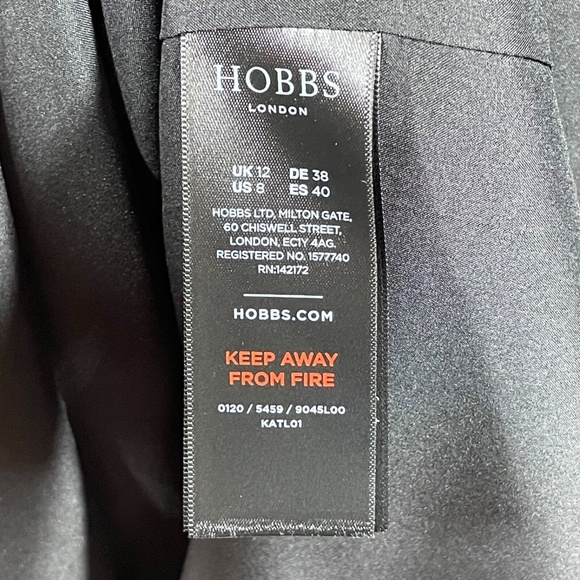 HOBBS
LONDON
UK 12 DE 38
US 8 ES 40
HOBBS LTD, MILTON GATE,
60 CHISWELL STREET,
LONDON, EC1Y 4AG.
REGISTERED NO. 1577740
RN:142172
HOBBS.COM
KEEP AWAY
FROM FIRE
0120 / 5459 / 9045L00
KATL01